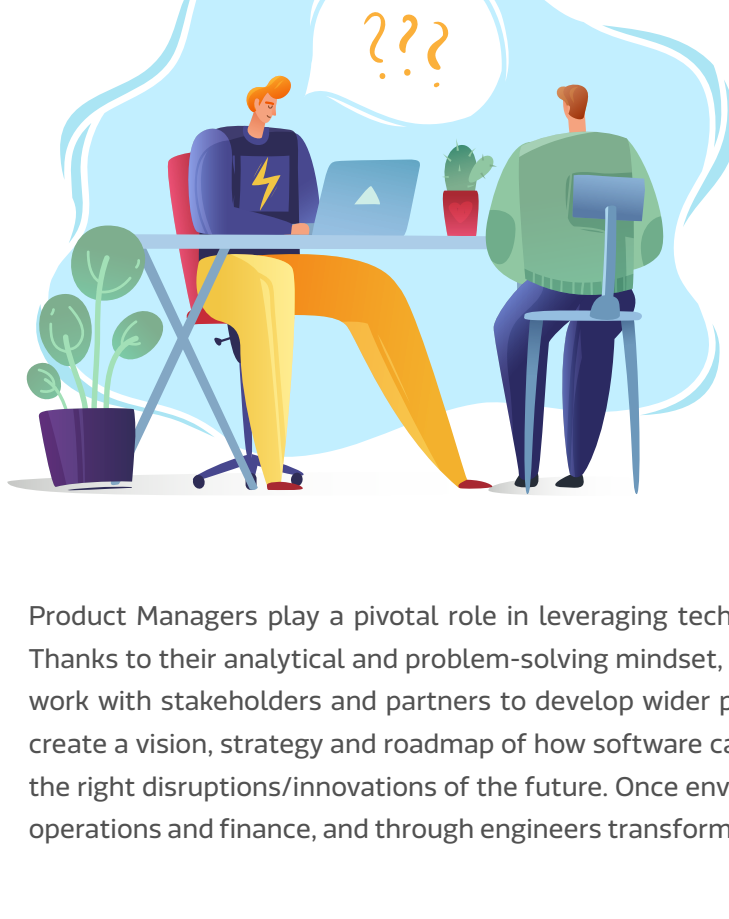 ???
Product Managers play a pivotal role in leveraging tech
Thanks to their analytical and problem-solving mindset,
work with stakeholders and partners to develop wider p
create a vision, strategy and roadmap of how software ca
the right disruptions/innovations of the future. Once env
operations and finance, and through engineers transform